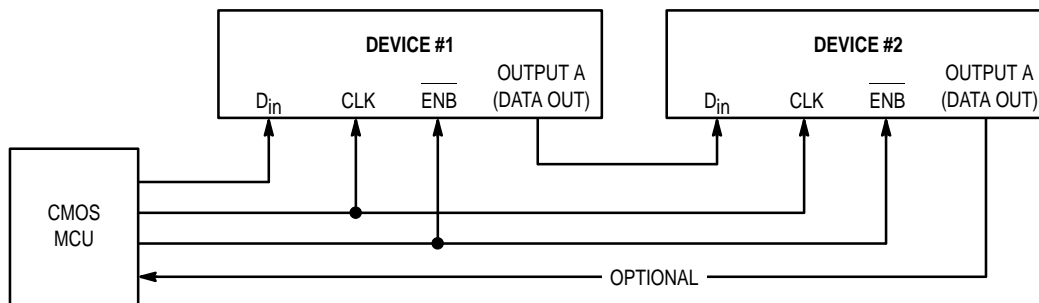 DEVICE #1
DEVICE #2
OUTPUT A
(DATA OUT)
Din
CLK
ENB
OUTPUT A
(DATA OUT)
Din
CLK
ENB
CMOS
MCU
OPTIONAL